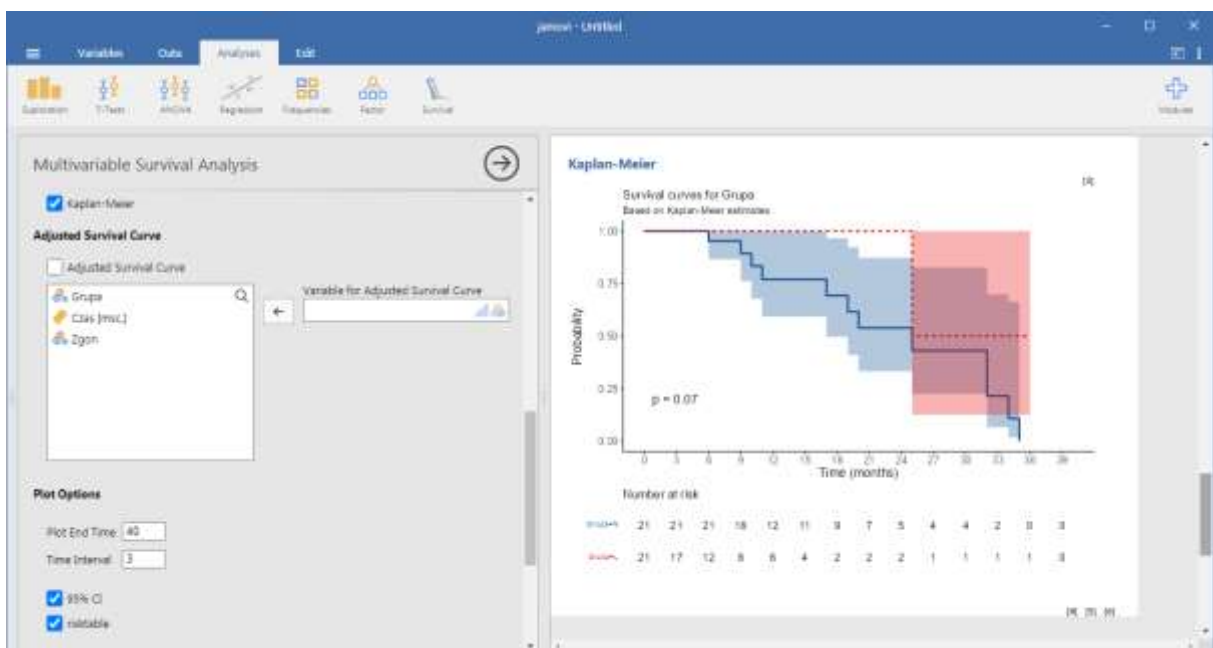 jamovi - Untitled
Variables Data Analyses Edit
Exploration T-Tests ANOVA Regression Frequencies Factor Survival Modules
Multivariable Survival Analysis
Kaplan-Meier
Adjusted Survival Curve
Adjusted Survival Curve
Grupa
Czas [msc.]
Zgon
Variable for Adjusted Survival Curve
Plot Options
Plot End Time 40
Time Interval 3
95% CI
risktable
Kaplan-Meier
Survival curves for Grupa
Based on Kaplan-Meier estimates
1.00
0.75
0.50
0.25
0.00
Probability
p = 0.07
0 3 6 9 12 15 18 21 24 27 30 33 36 39
Time (months)
Number at risk
21 21 21 18 12 11 9 7 5 4 4 2 0 0
21 17 12 8 6 4 2 2 2 1 1 1 1 0